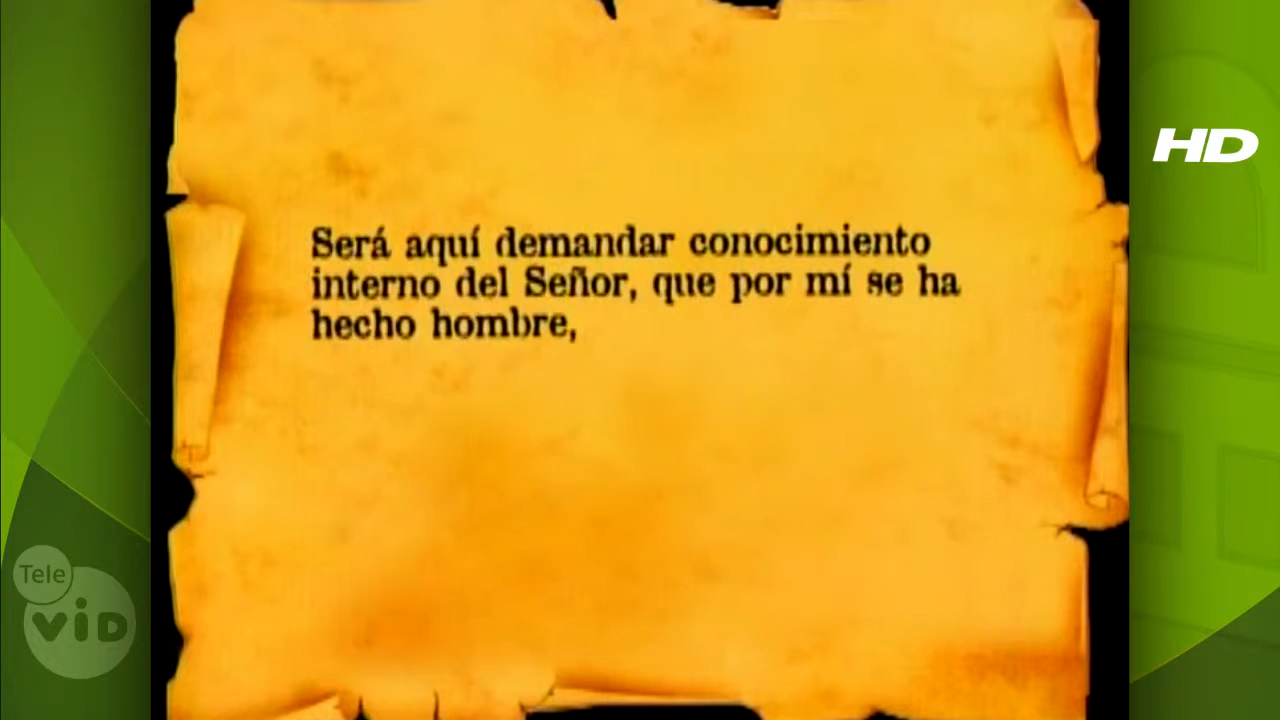 HD
Será aquí demandar conocimiento
interno del Señor, que por mí se ha
hecho hombre,
Tele
ViD